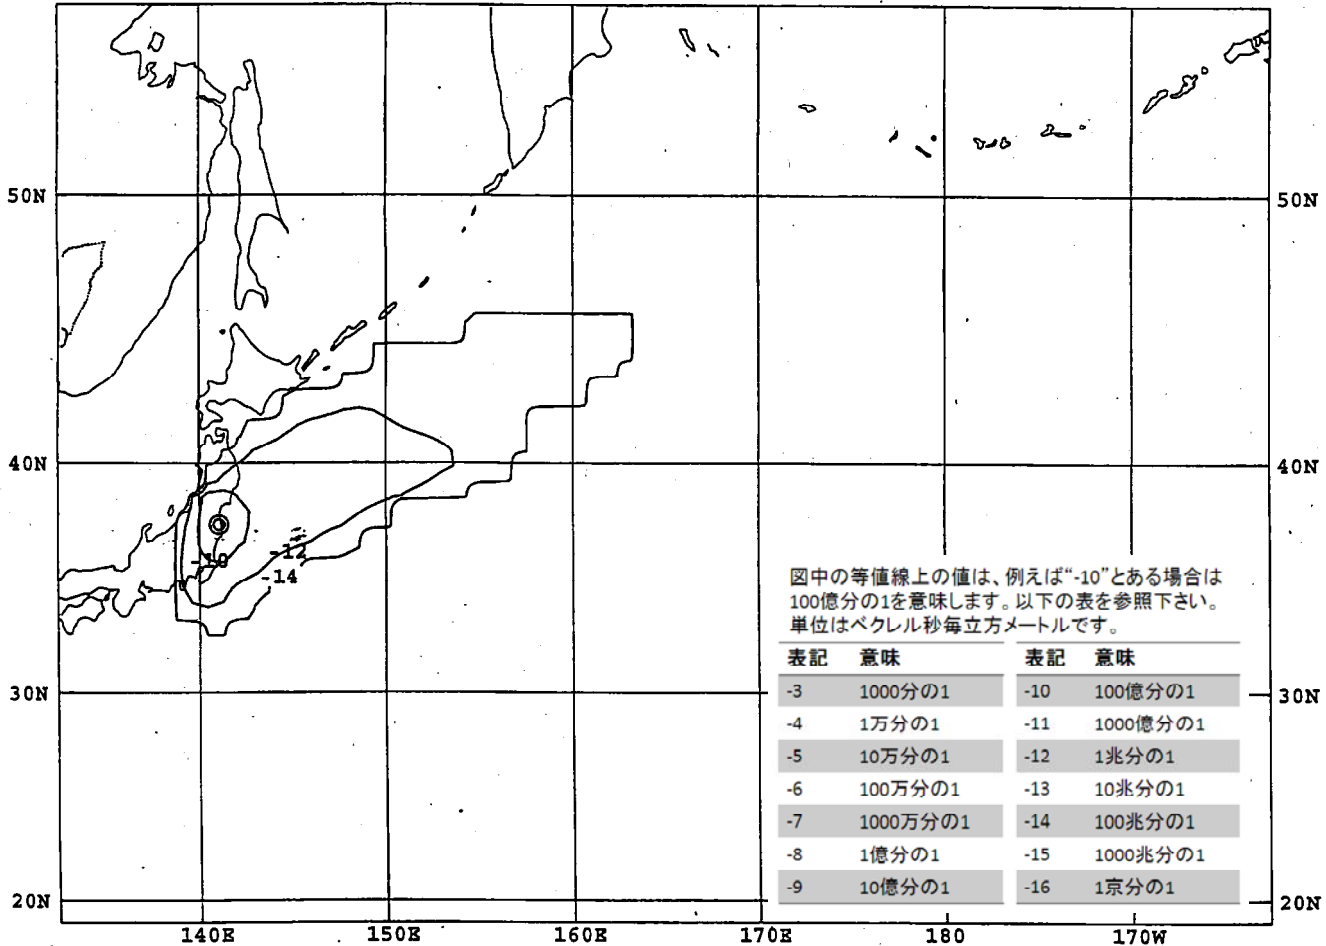 50N
50N
40N
40N
-10
-12
-14
図中の等値線上の値は、例えば“-10”とある場合は
100億分の1を意味します。以下の表を参照下さい。
単位はベクレル秒毎立方メートルです。
表記 意味 表記 意味
-3 1000分の1 -10 100億分の1
-4 1万分の1 -11 1000億分の1
-5 10万分の1 -12 1兆分の1
-6 100万分の1 -13 10兆分の1
-7 1000万分の1 -14 100兆分の1
-8 1億分の1 -15 1000兆分の1
-9 10億分の1 -16 1京分の1
30N
30N
20N
20N
140E 150E 160E 170E 180 170W